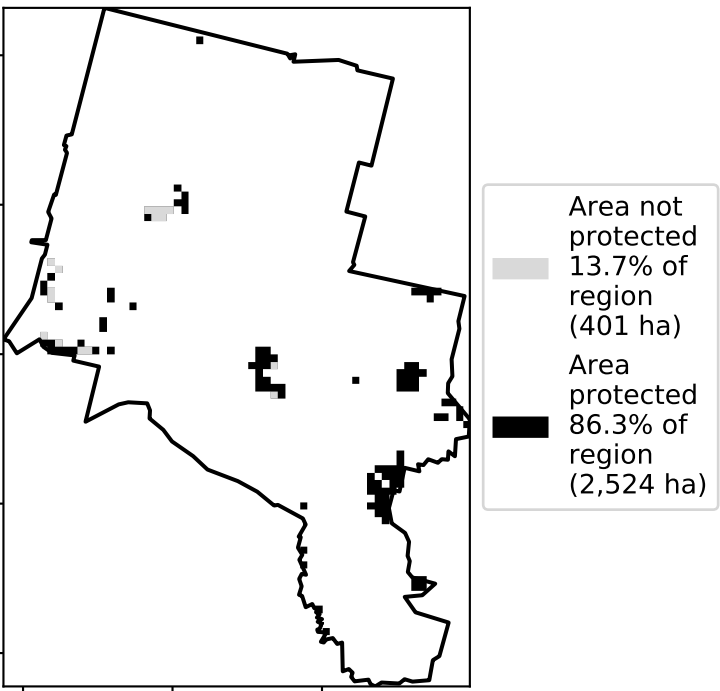 Area not
protected
13.7% of
region
(401 ha)
Area
protected
86.3% of
region
(2,524 ha)